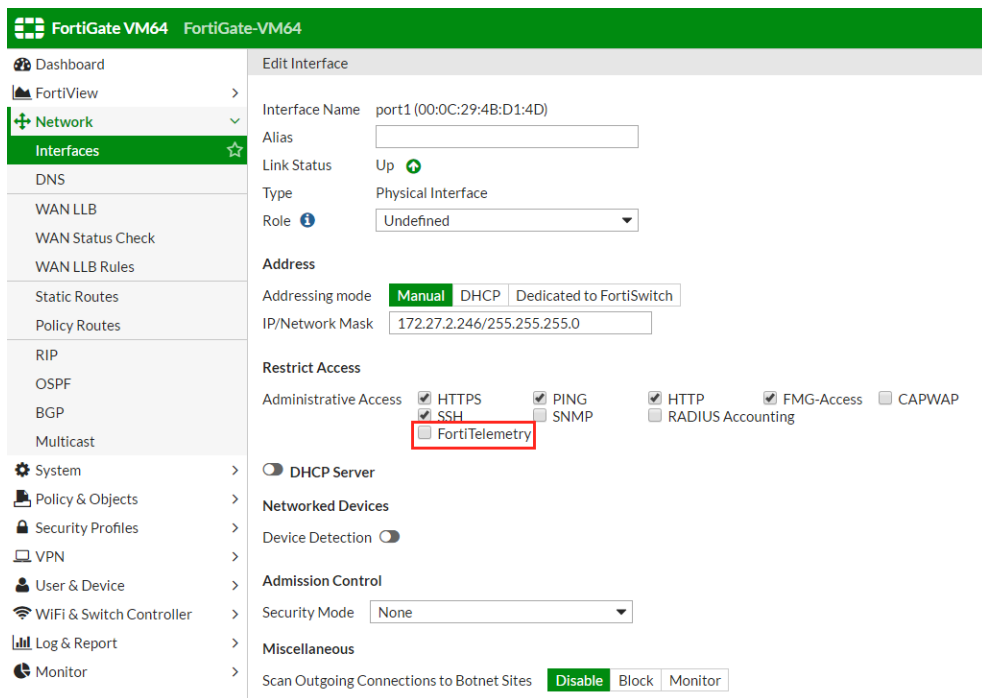 FortiGate VM64 FortiGate-VM64
Dashboard
FortiView
Network
Interfaces
DNS
WAN LLB
WAN Status Check
WAN LLB Rules
Static Routes
Policy Routes
RIP
OSPF
BGP
Multicast
System
Policy & Objects
Security Profiles
VPN
User & Device
WiFi & Switch Controller
Log & Report
Monitor
Edit Interface
Interface Name port1 (00:0C:29:4B:D1:4D)
Alias
Link Status Up
Type Physical Interface
Role Undefined
Address
Addressing mode Manual DHCP Dedicated to FortiSwitch
IP/Network Mask 172.27.2.246/255.255.255.0
Restrict Access
Administrative Access HTTPS PING HTTP FMG-Access CAPWAP
SSH SNMP RADIUS Accounting
FortiTelemetry
DHCP Server
Networked Devices
Device Detection
Admission Control
Security Mode None
Miscellaneous
Scan Outgoing Connections to Botnet Sites Disable Block Monitor